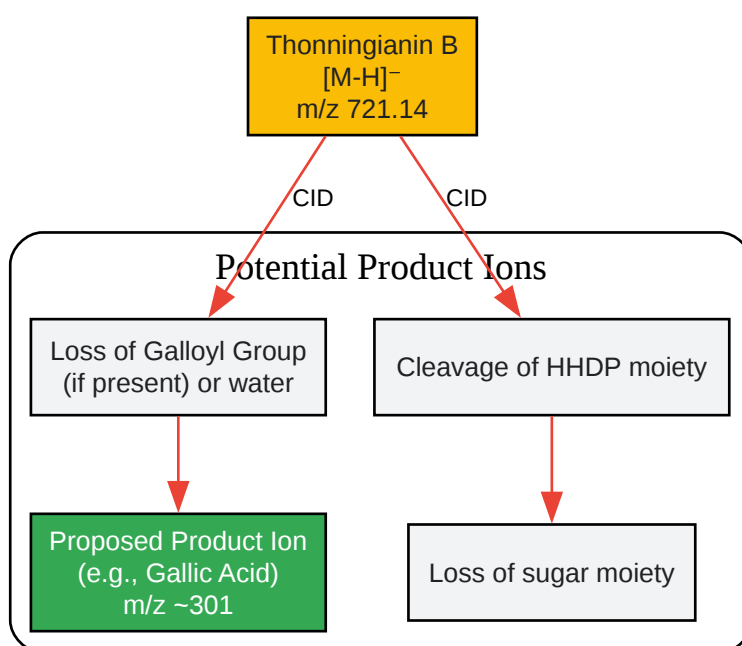 Thonningianin B
[M-H]⁻
m/z 721.14
CID
CID
Potential Product Ions
Loss of Galloyl Group
(if present) or water
Cleavage of HHDP moiety
Proposed Product Ion
(e.g., Gallic Acid)
m/z ~301
Loss of sugar moiety